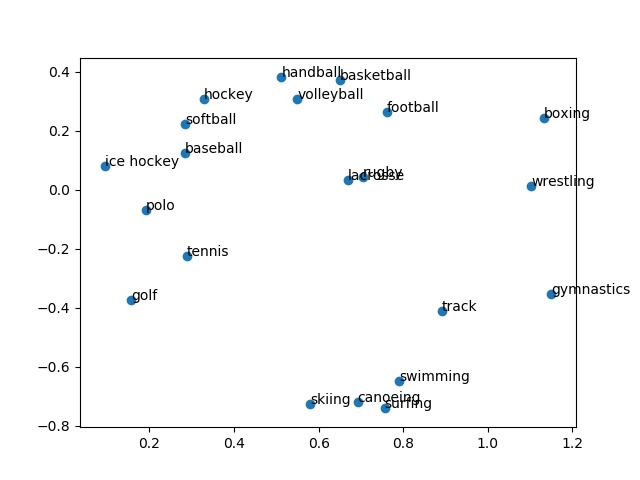 0.4
0.2
0.0
−0.2
−0.4
−0.6
−0.8
handball
basketball
hockey
volleyball
football
softball
boxing
baseball
ice hockey
lacrosse
rugby
wrestling
polo
tennis
golf
gymnastics
track
swimming
skiing
canoeing
surfing
0.2 0.4 0.6 0.8 1.0 1.2